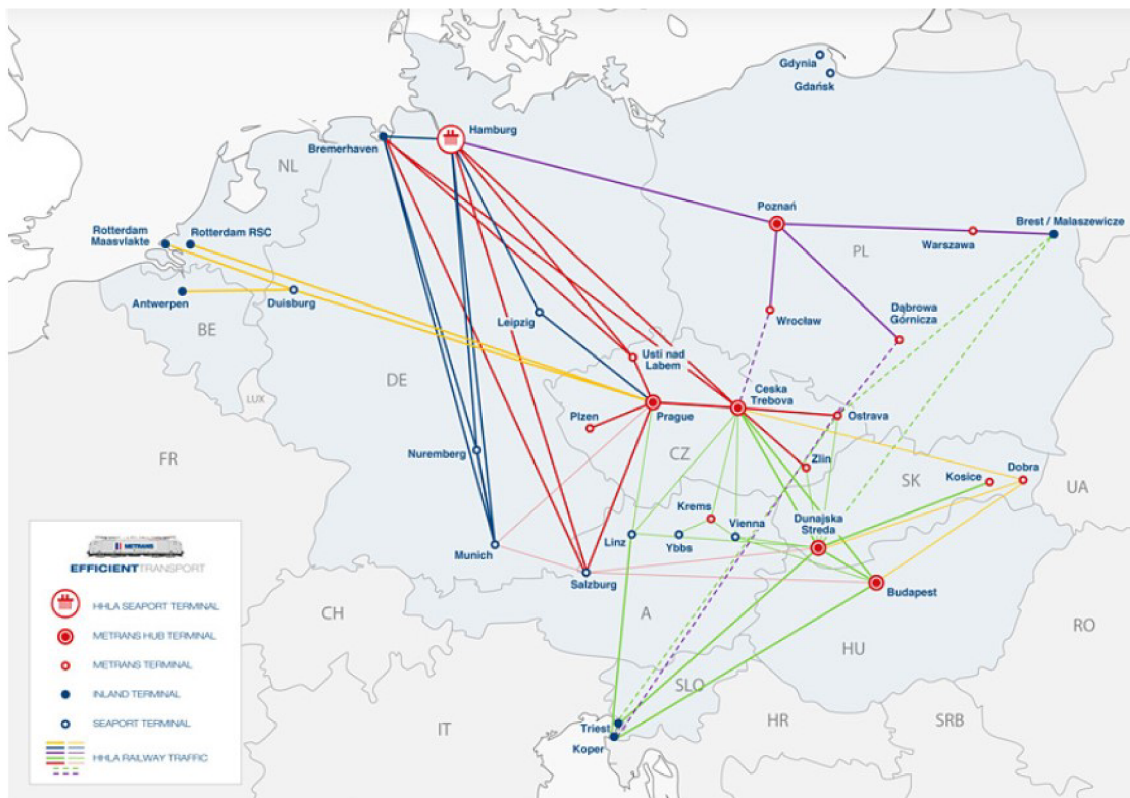 Gdynia
Gdańsk
Hamburg
Bremerhaven
NL
Poznań
Rotterdam
Maasvlakte
Rotterdam RSC
Brest / Malaszewicze
Warszawa
PL
Antwerpen
Duisburg
BE
Leipzig
Wrocław
Dąbrowa
Górnicza
Usti nad
Labem
DE
LUX
Ceska
Trebova
Plzen
Prague
Ostrava
Nuremberg
CZ
Zlin
FR
SK
Kosice
Dobra
UA
Krems
Dunajska
Streda
Vienna
Munich
Linz
Ybbs
Salzburg
Budapest
METRANS
EFFICIENTTRANSPORT
HHLA SEAPORT TERMINAL
CH
A
RO
METRANS HUB TERMINAL
HU
METRANS TERMINAL
SLO
INLAND TERMINAL
SEAPORT TERMINAL
IT
Triest
HR
SRB
Koper
HHLA RAILWAY TRAFFIC